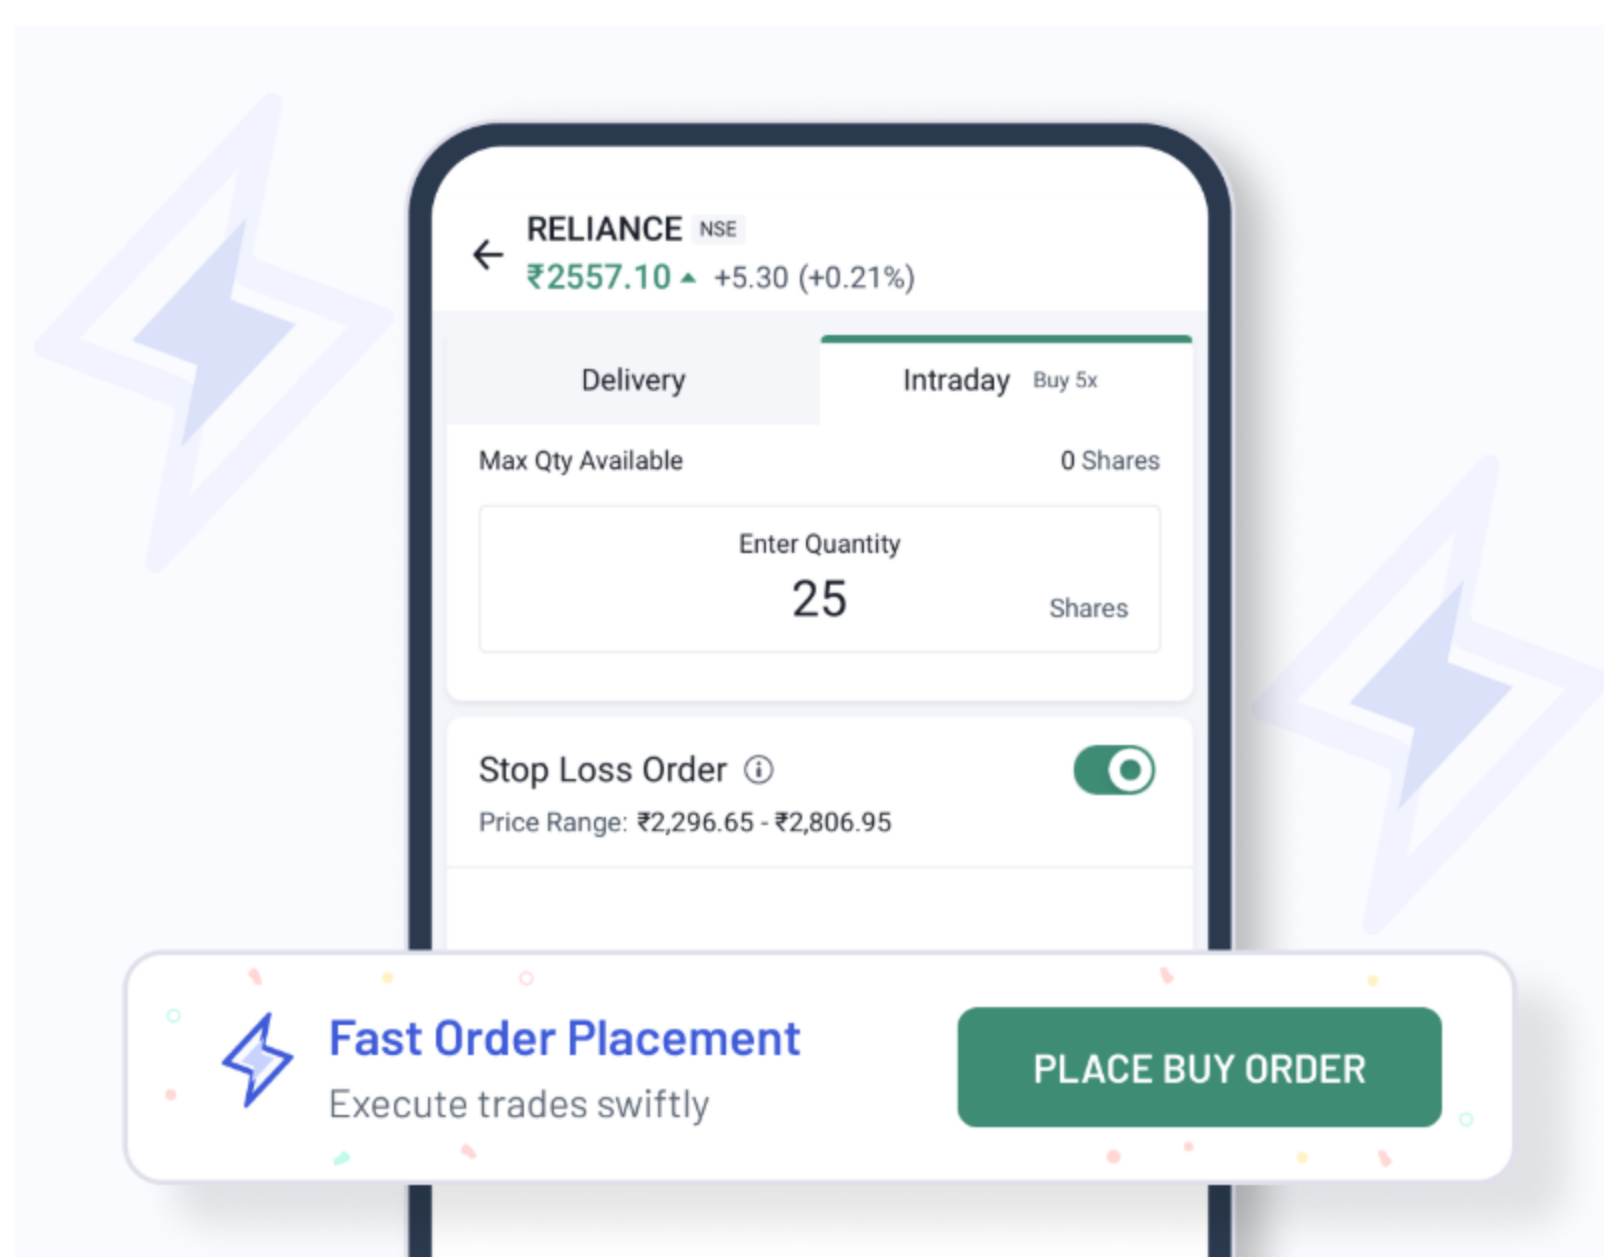 RELIANCE NSE
₹2557.10 ▲ +5.30 (+0.21%)
Delivery
Intraday Buy 5x
Max Qty Available 0 Shares
Enter Quantity
25 Shares
Stop Loss Order
Price Range: ₹2,296.65 - ₹2,806.95
Fast Order Placement
Execute trades swiftly
PLACE BUY ORDER